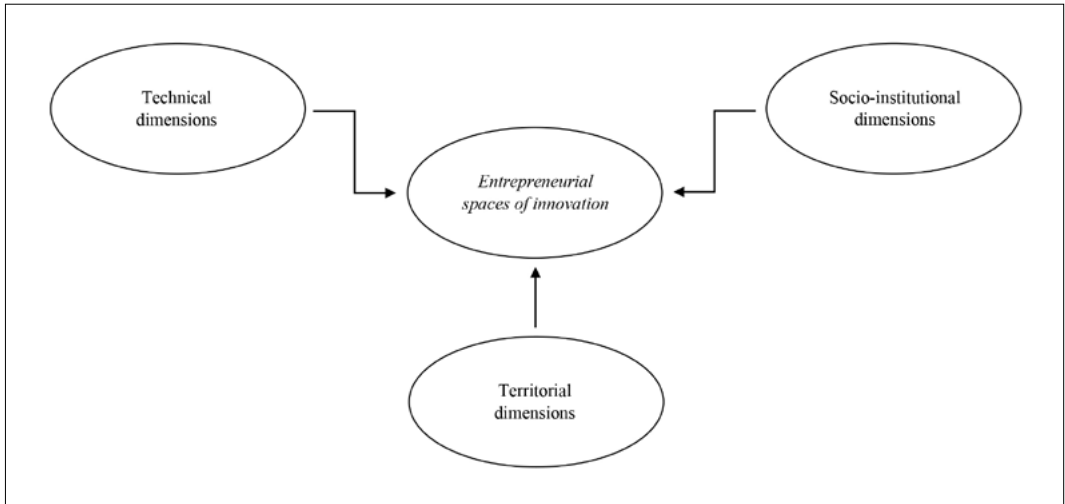 Technical
dimensions
Socio-institutional
dimensions
Entrepreneurial
spaces of innovation
Territorial
dimensions